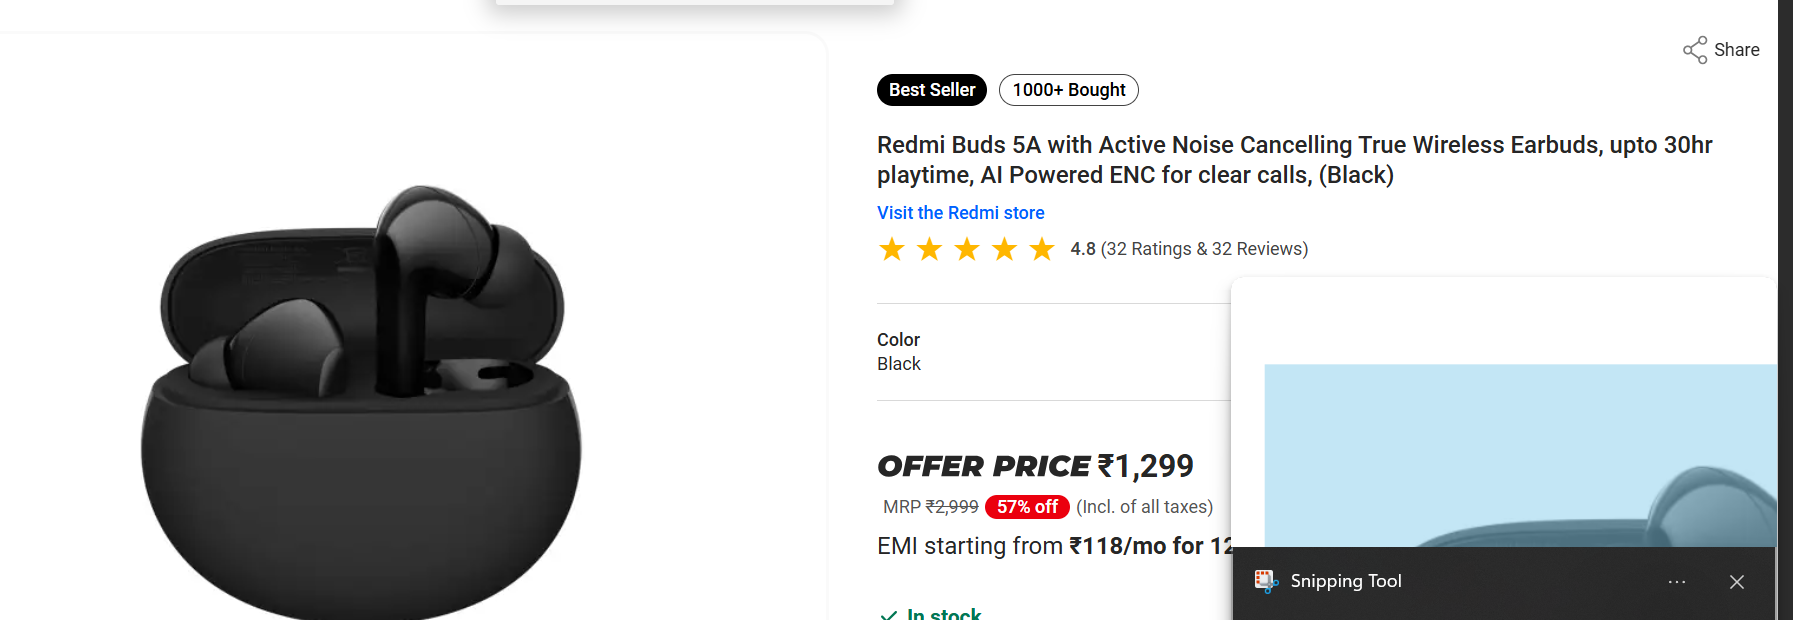 Share
Best Seller
1000+ Bought
Redmi Buds 5A with Active Noise Cancelling True Wireless Earbuds, upto 30hr
playtime, AI Powered ENC for clear calls, (Black)
Visit the Redmi store
4.8 (32 Ratings & 32 Reviews)
Color
Black
OFFER PRICE ₹1,299
MRP ₹2,999 57% off (Incl. of all taxes)
EMI starting from ₹118/mo for 12
In stock
Snipping Tool